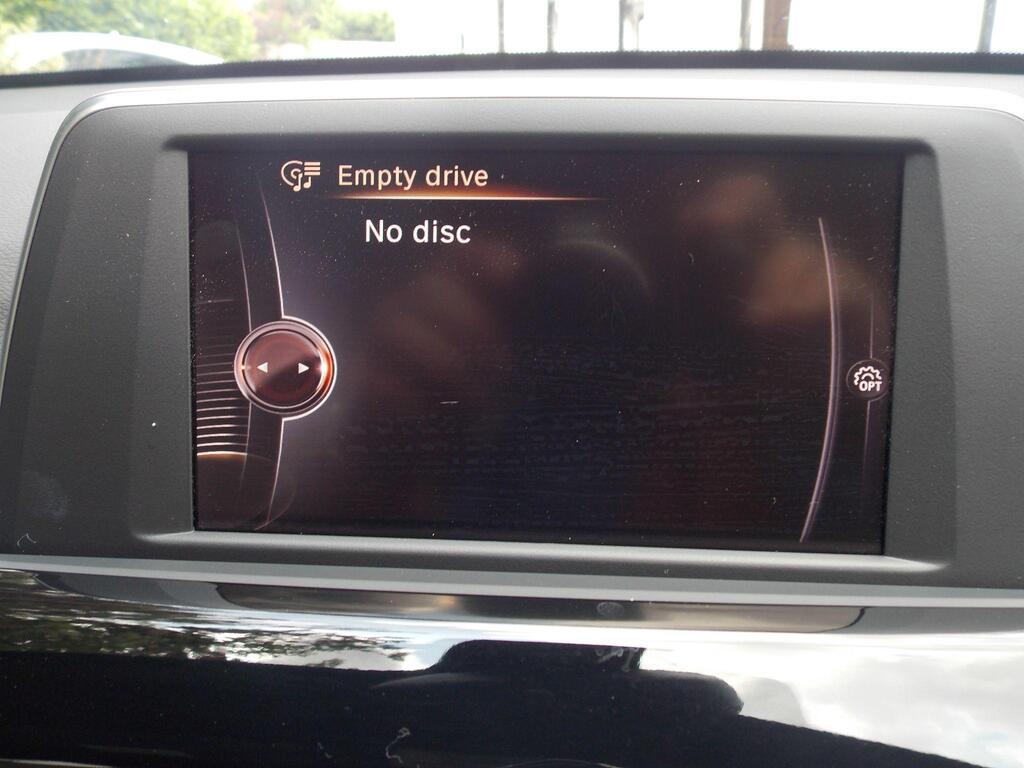 Empty drive
No disc
OPT